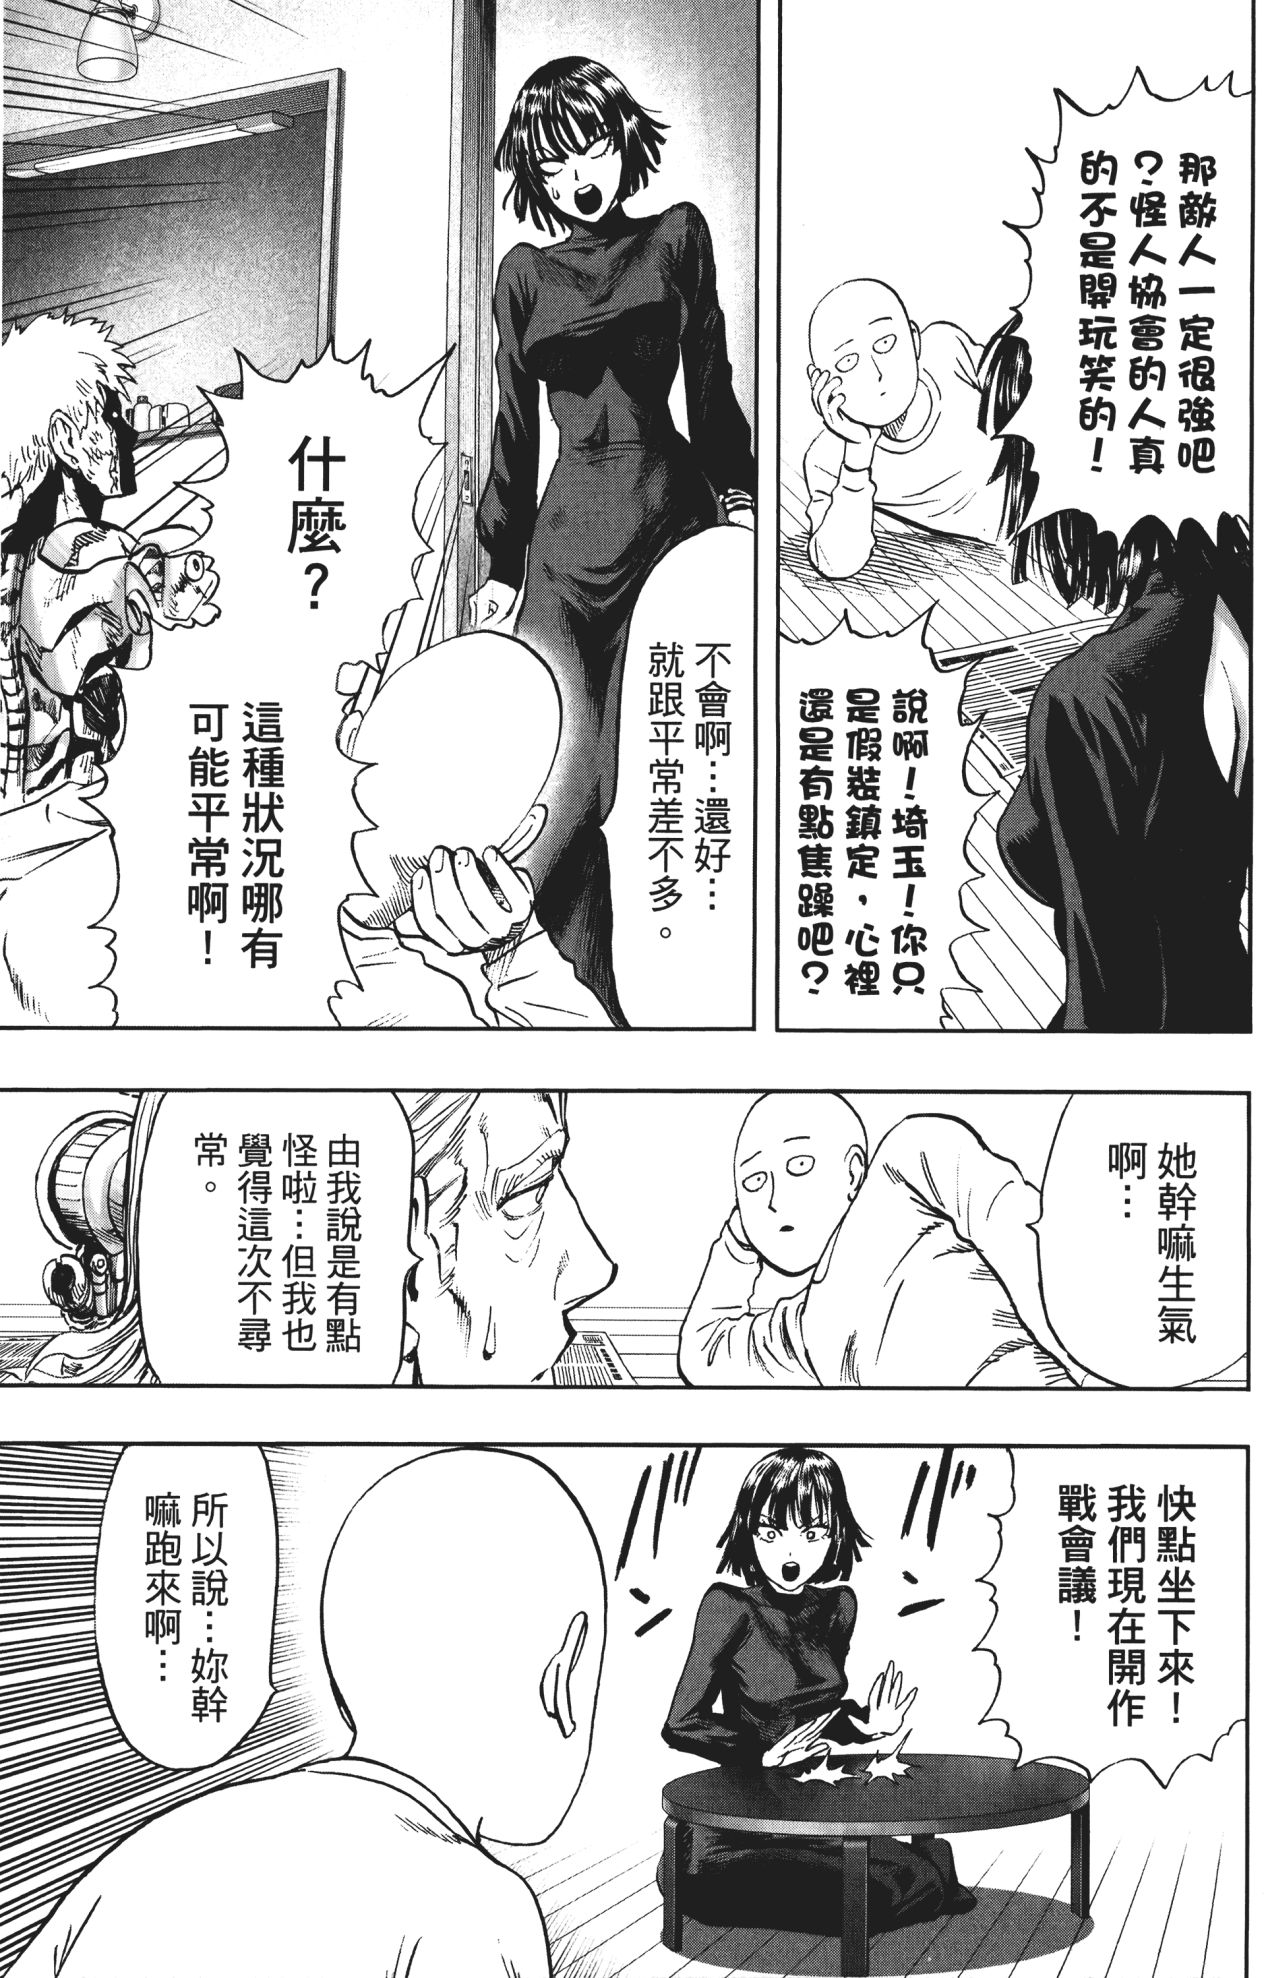 那敵人一定很強吧
？怪人協會的人真
的不是開玩笑的！
說啊！埼玉！你只
是假裝鎮定，心裡
還是有點焦躁吧？
不會啊…還好…
就跟平常差不多。
什麼？
這種狀況哪有
可能平常啊！
她幹嘛生氣
啊…
由我說是有點
怪啦…但我也
覺得這次不尋
常。
快點坐下來！
我們現在開作
戰會議！
所以說…妳幹
嘛跑來啊…